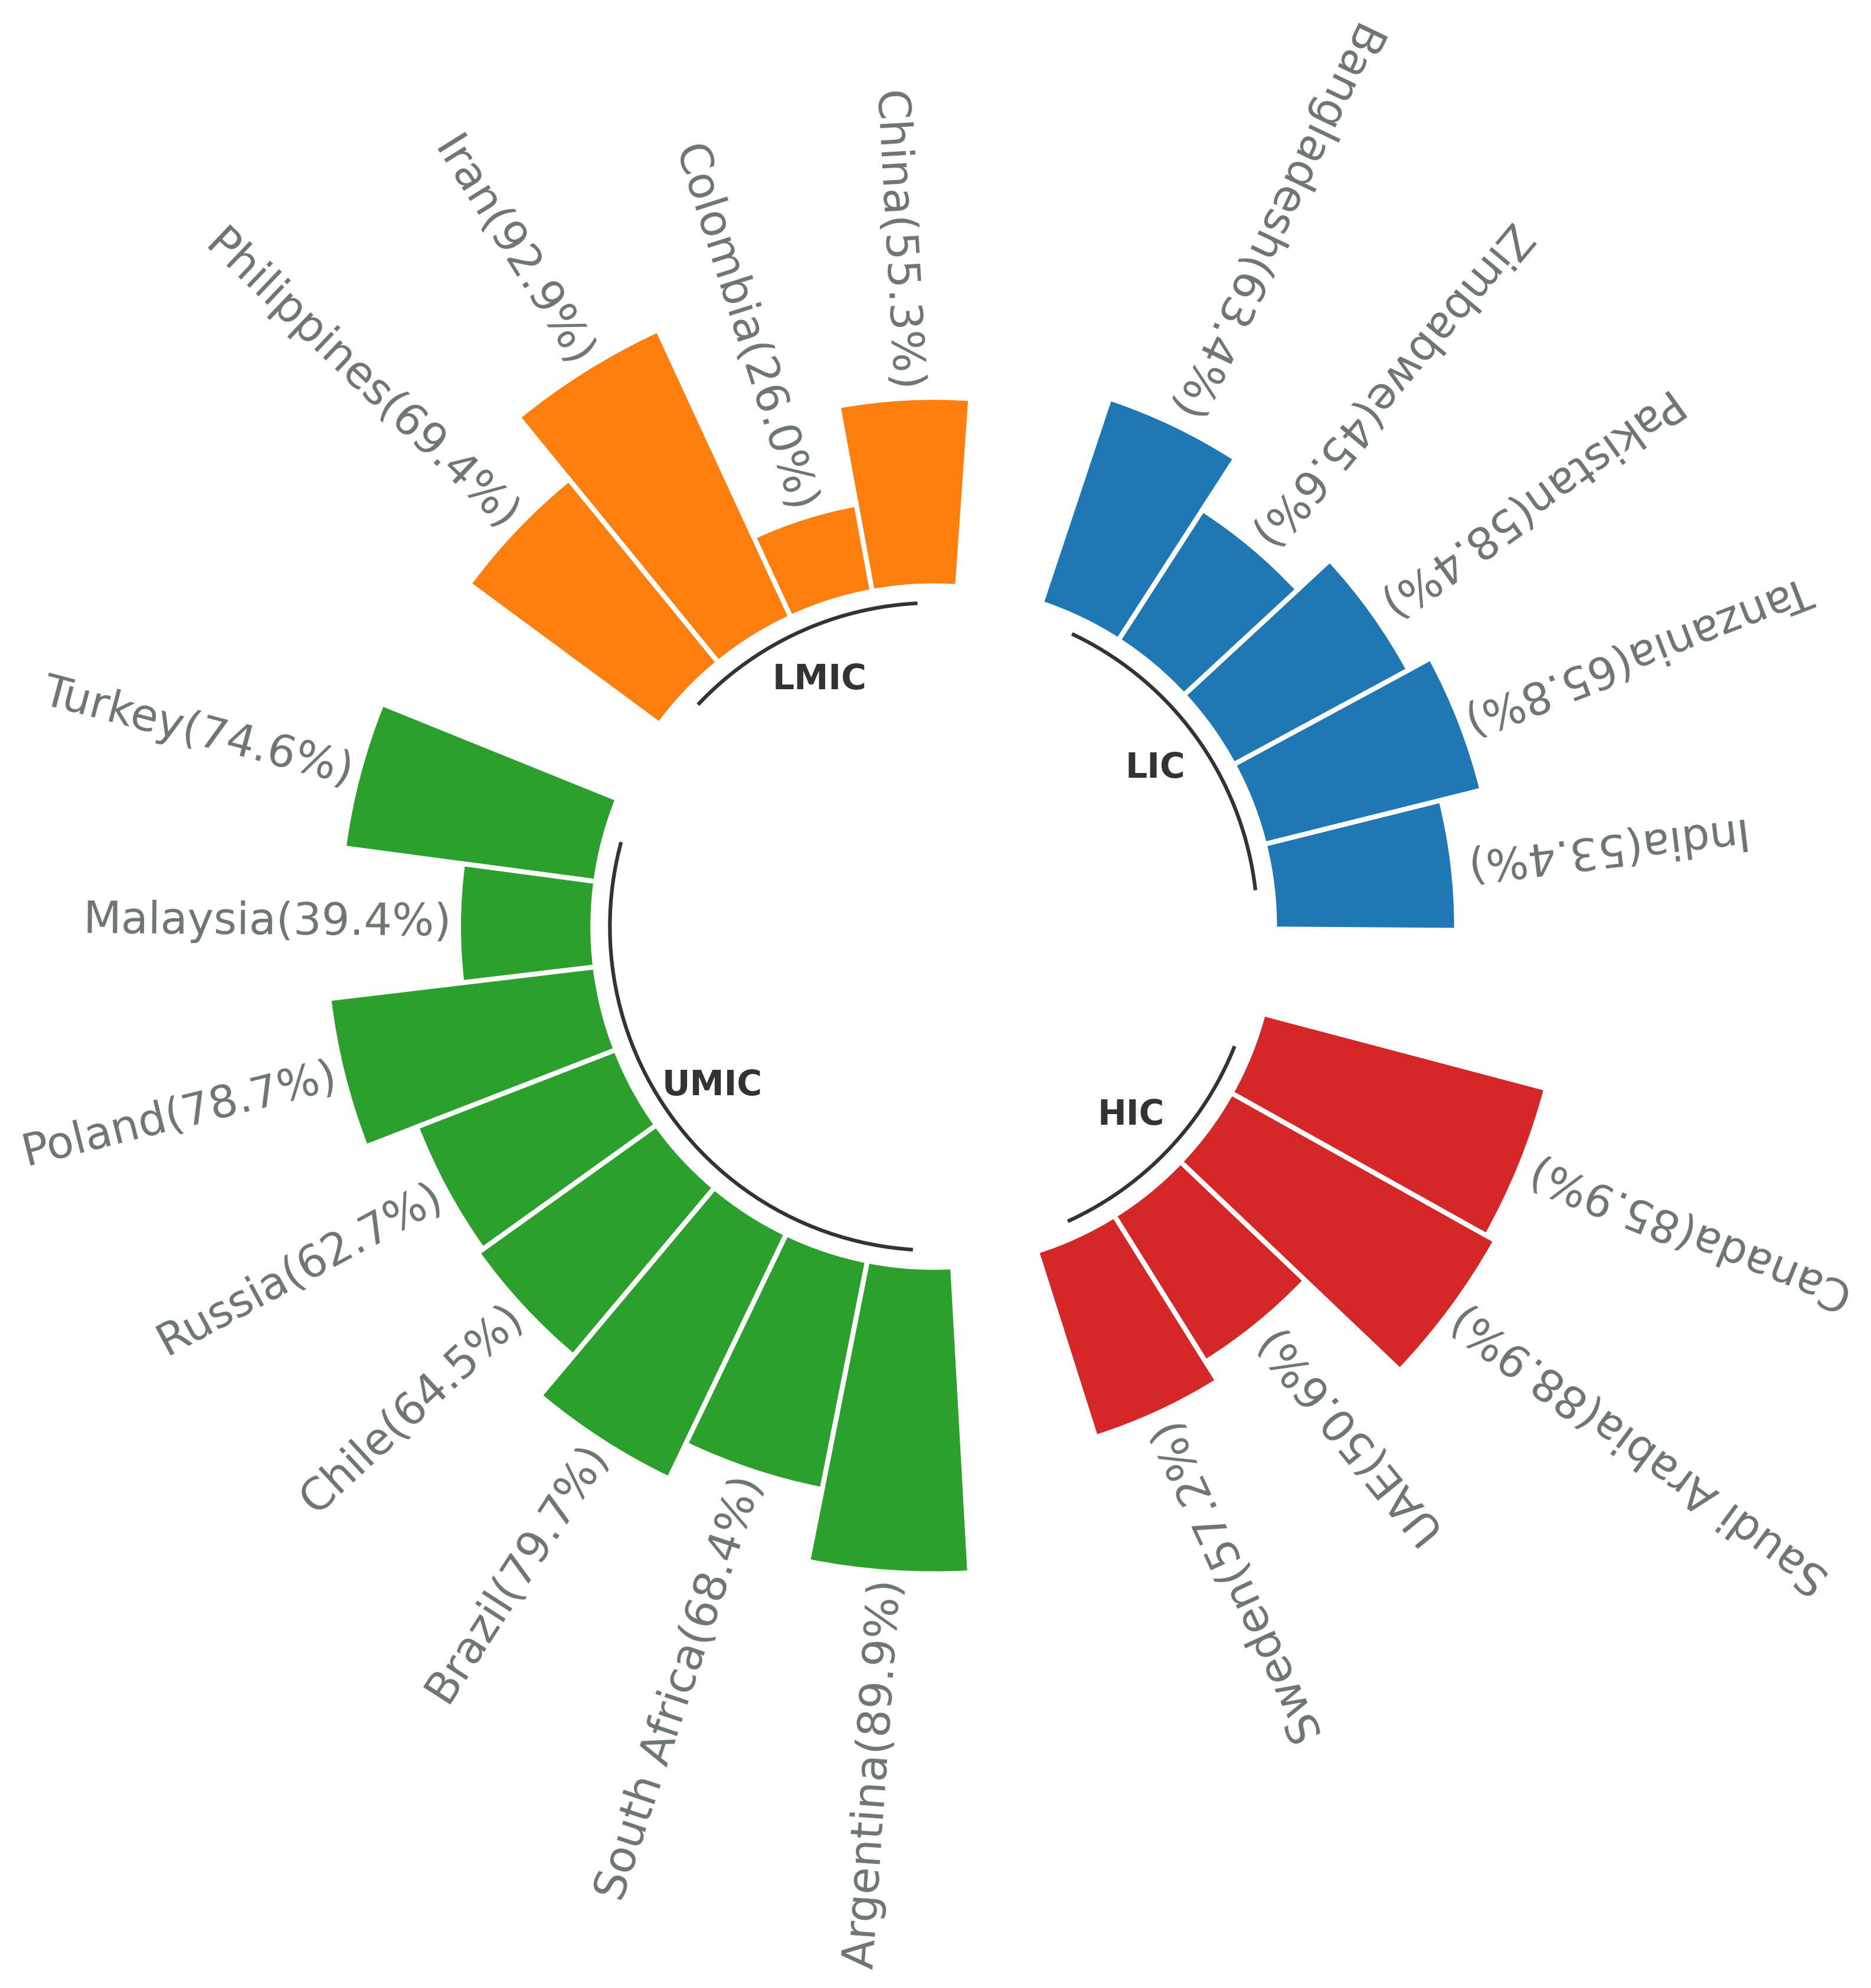 Bangladesh(63.4%)
Zimbabwe(45.6%)
Pakistam(58.4%)
Tanzamia(65.8%)
India(53.4%)
LIC
China(55.3%)
Colombia(26.0%)
Iran(92.9%)
Philippines(69.4%)
LMIC
Turkey(74.6%)
Malaysia(39.4%)
Poland(78.7%)
Russia(62.7%)
Chile(64.5%)
Brazil(79.7%)
South Africa(68.4%)
Argentina(89.9%)
UMIC
Sweden(57.2%)
UAE(50.6%)
Saudi Arabia(88.9%)
Canada(85.9%)
HIC